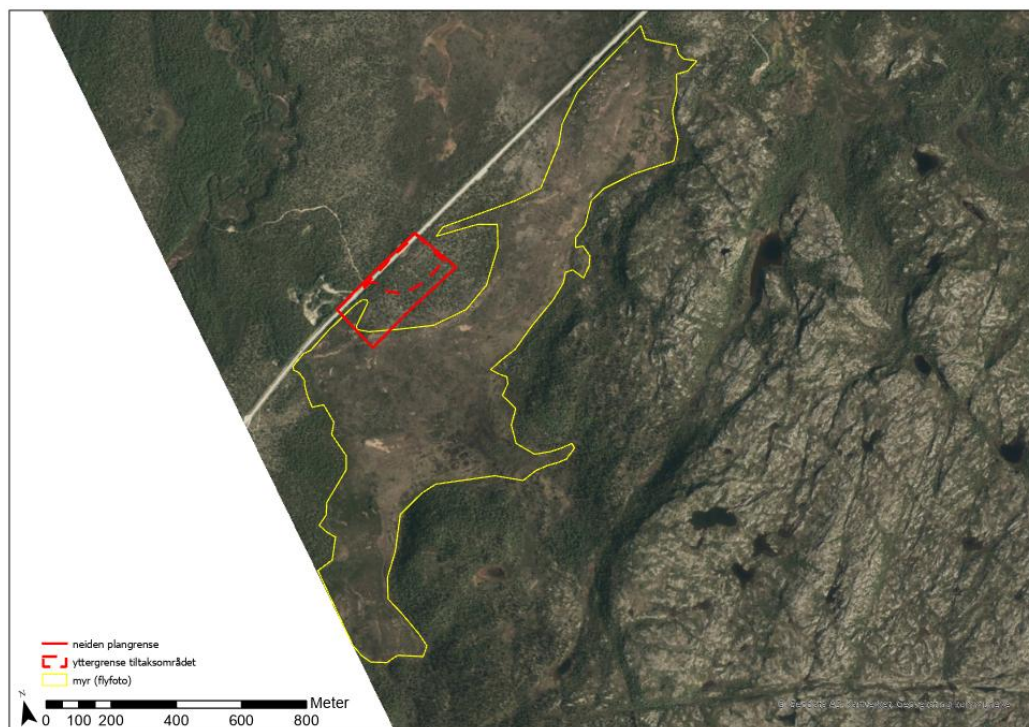 neiden plangrense
yttergrense tiltaksområdet
myr (flyfoto)
N
Meter
0 100 200 400 600 800